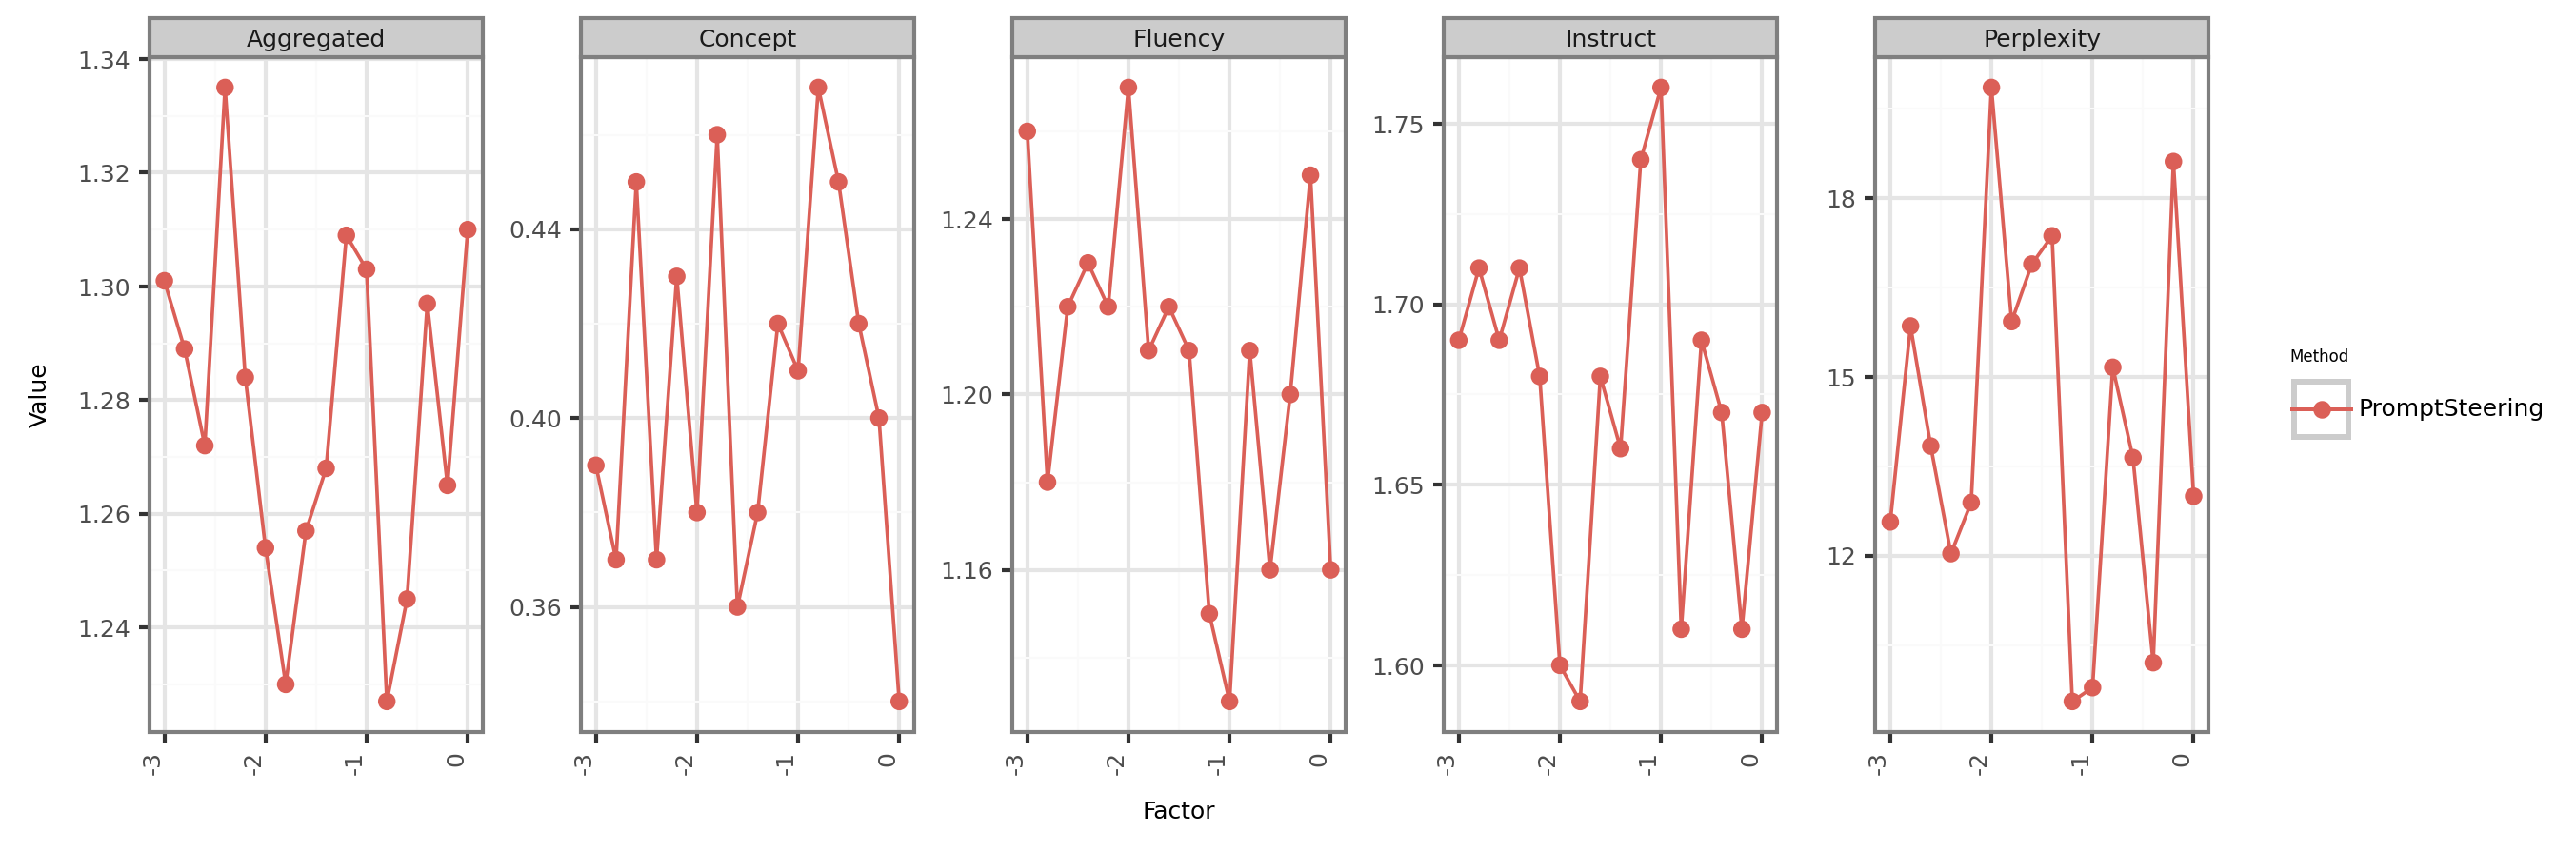 Aggregated
Concept
Fluency
Instruct
Perplexity
Value
1.34
1.32
1.30
1.28
1.26
1.24
0.44
0.40
0.36
1.24
1.20
1.16
1.75
1.70
1.65
1.60
18
15
12
-3 -2 -1 0
-3 -2 -1 0
-3 -2 -1 0
-3 -2 -1 0
-3 -2 -1 0
Factor
Method
PromptSteering